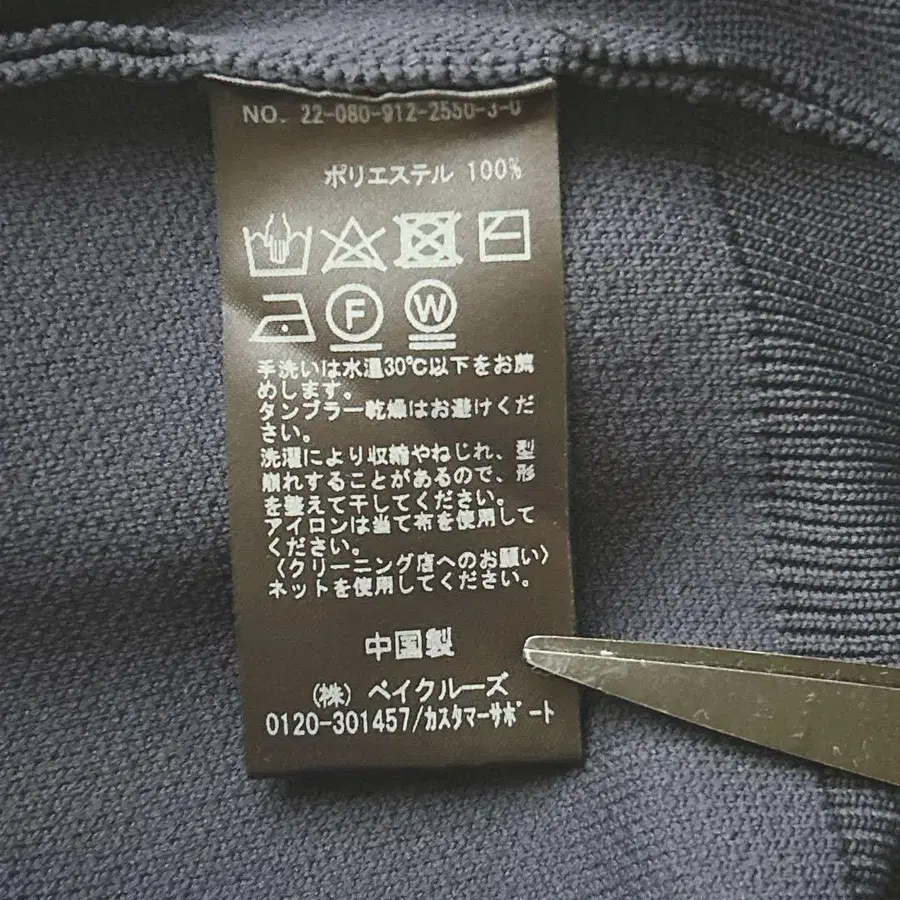 NO. 22-080-912-2550-3-0
ポリエステル 100%
F W
手洗いは水温30℃以下をお薦
めします。
タンブラー乾燥はお避けくだ
さい。
洗濯により収縮やねじれ、型
崩れすることがあるので、形
を整えて干してください。
アイロンは当て布を使用して
ください。
〈クリーニング店へのお願い〉
ネットを使用してください。
中国製
(株) ベイクルーズ
0120-301457/カスタマーサポート